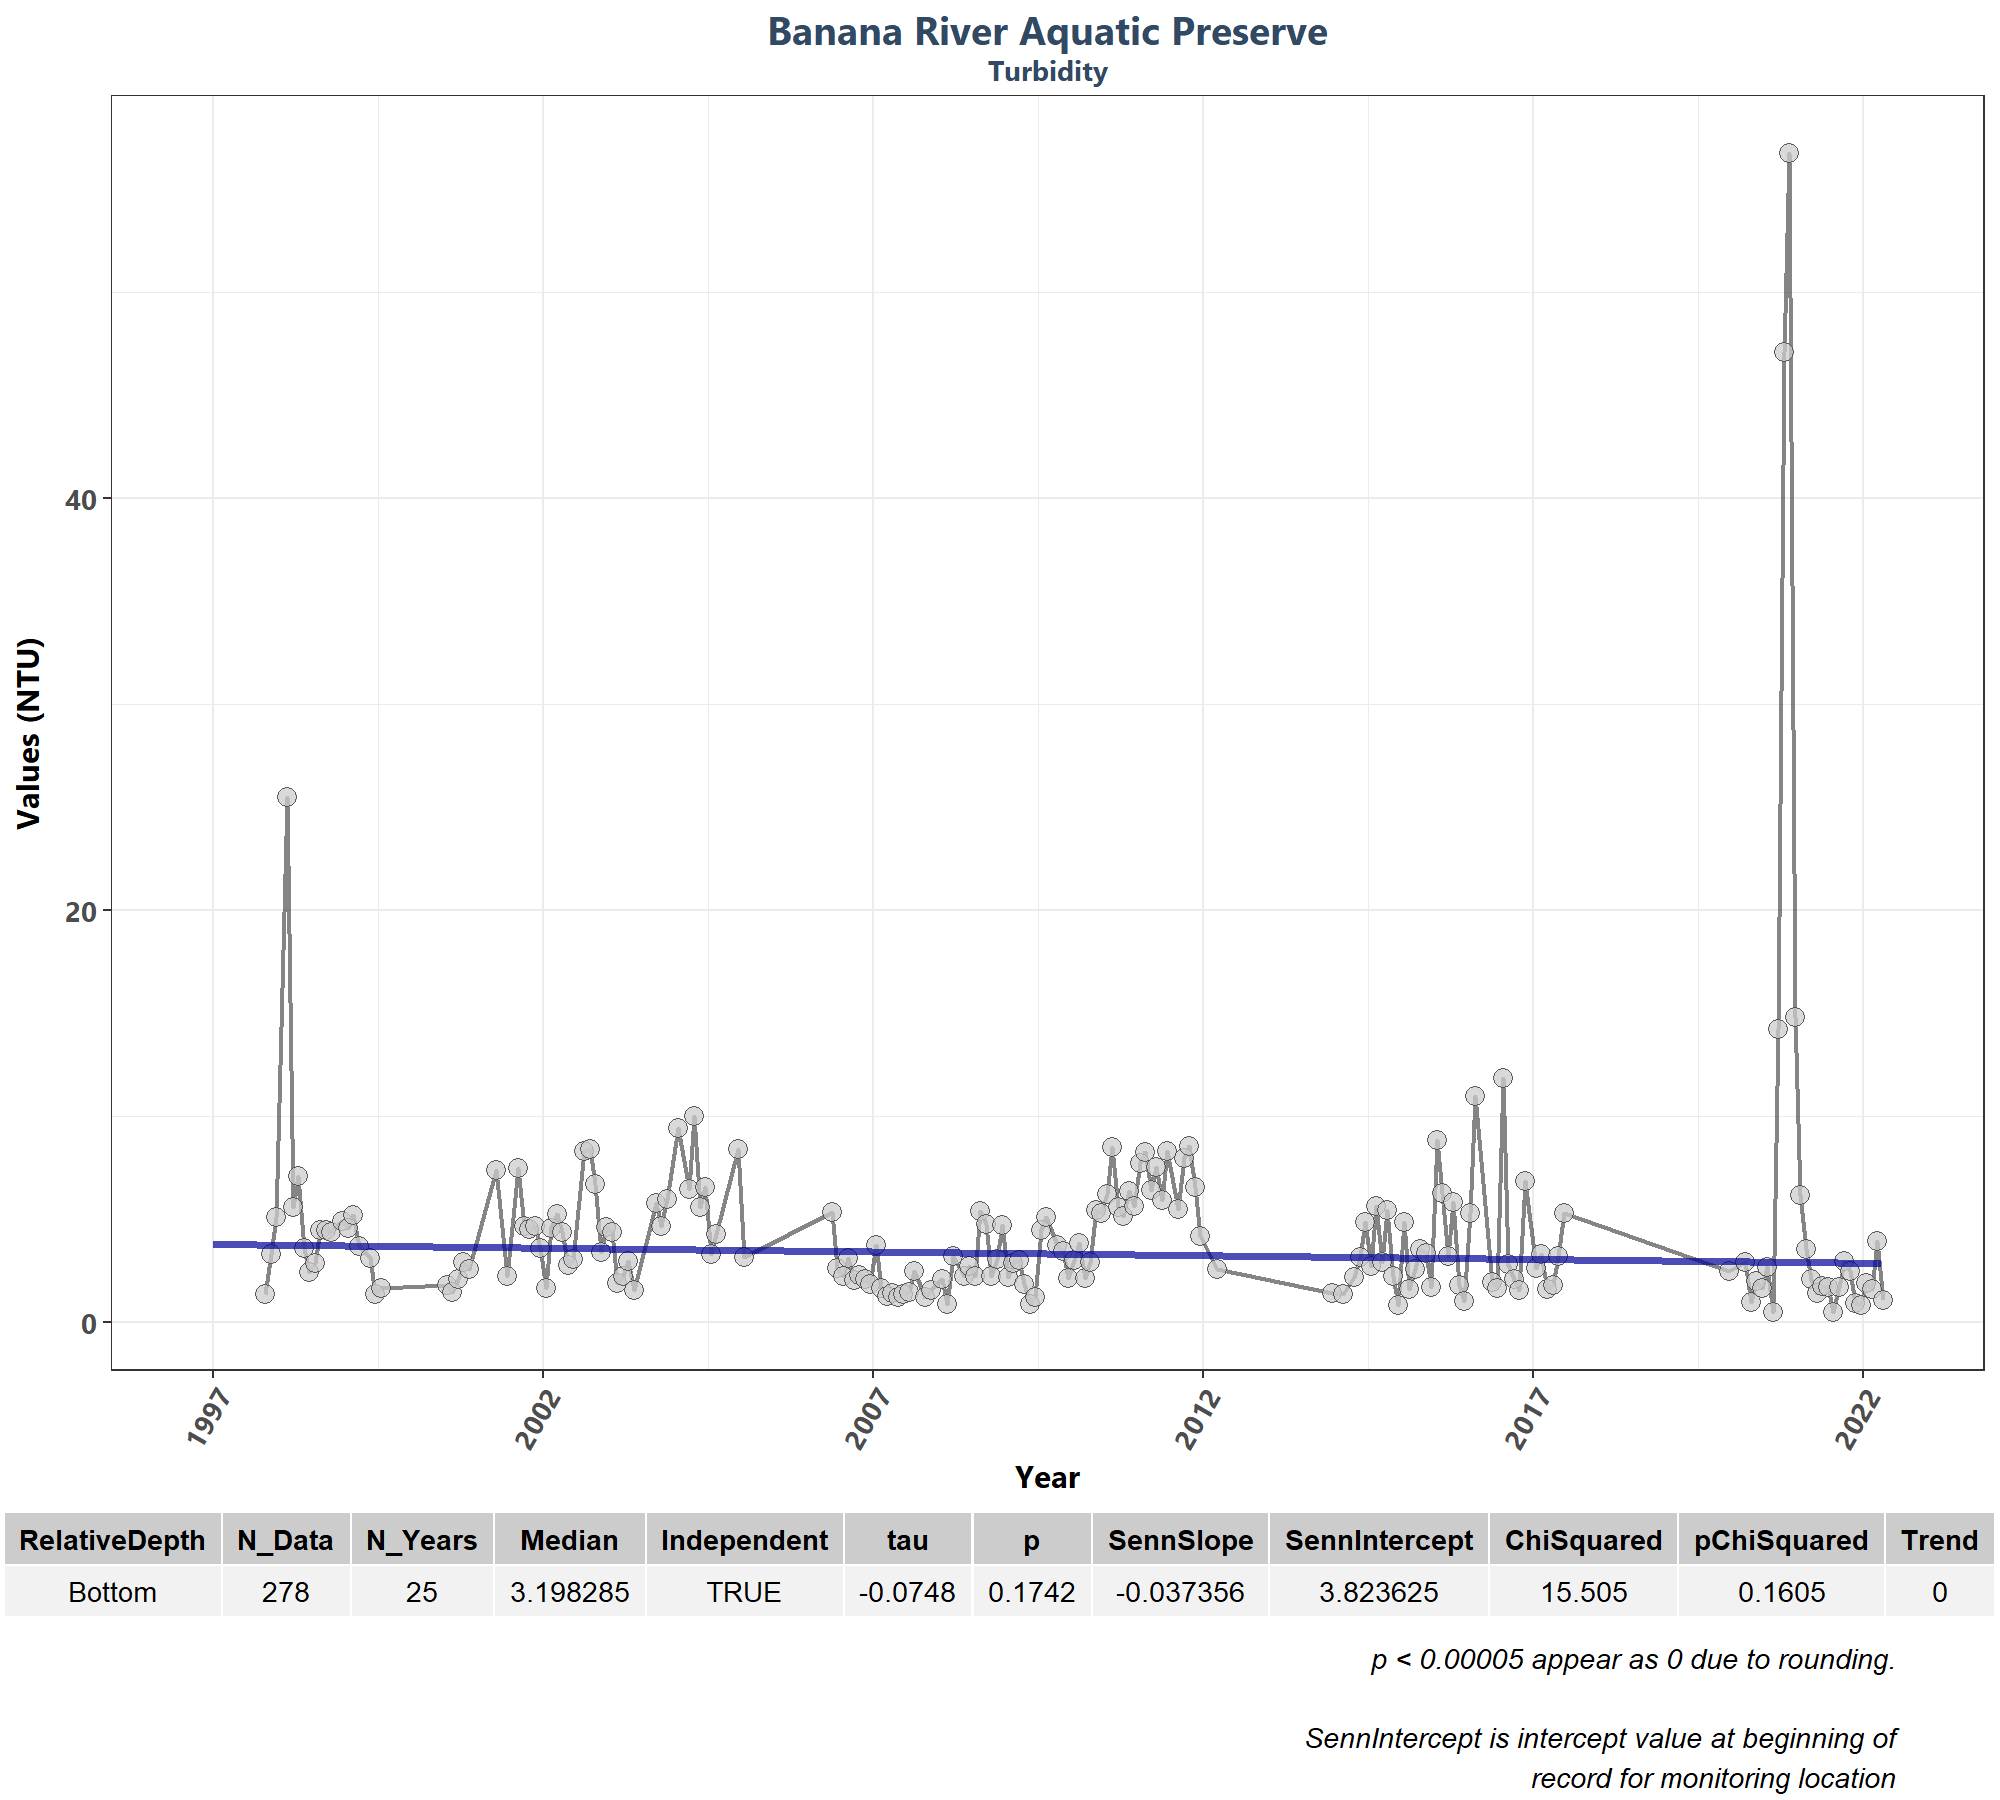 Banana River Aquatic Preserve
Turbidity
Values (NTU)
40
20
0
1997 2002 2007 2012 2017 2022
Year
RelativeDepth N_Data N_Years Median Independent tau p SennSlope SennIntercept ChiSquared pChiSquared Trend
Bottom 278 25 3.198285 TRUE -0.0748 0.1742 -0.037356 3.823625 15.505 0.1605 0
p < 0.00005 appear as 0 due to rounding.
SennIntercept is intercept value at beginning of
record for monitoring location